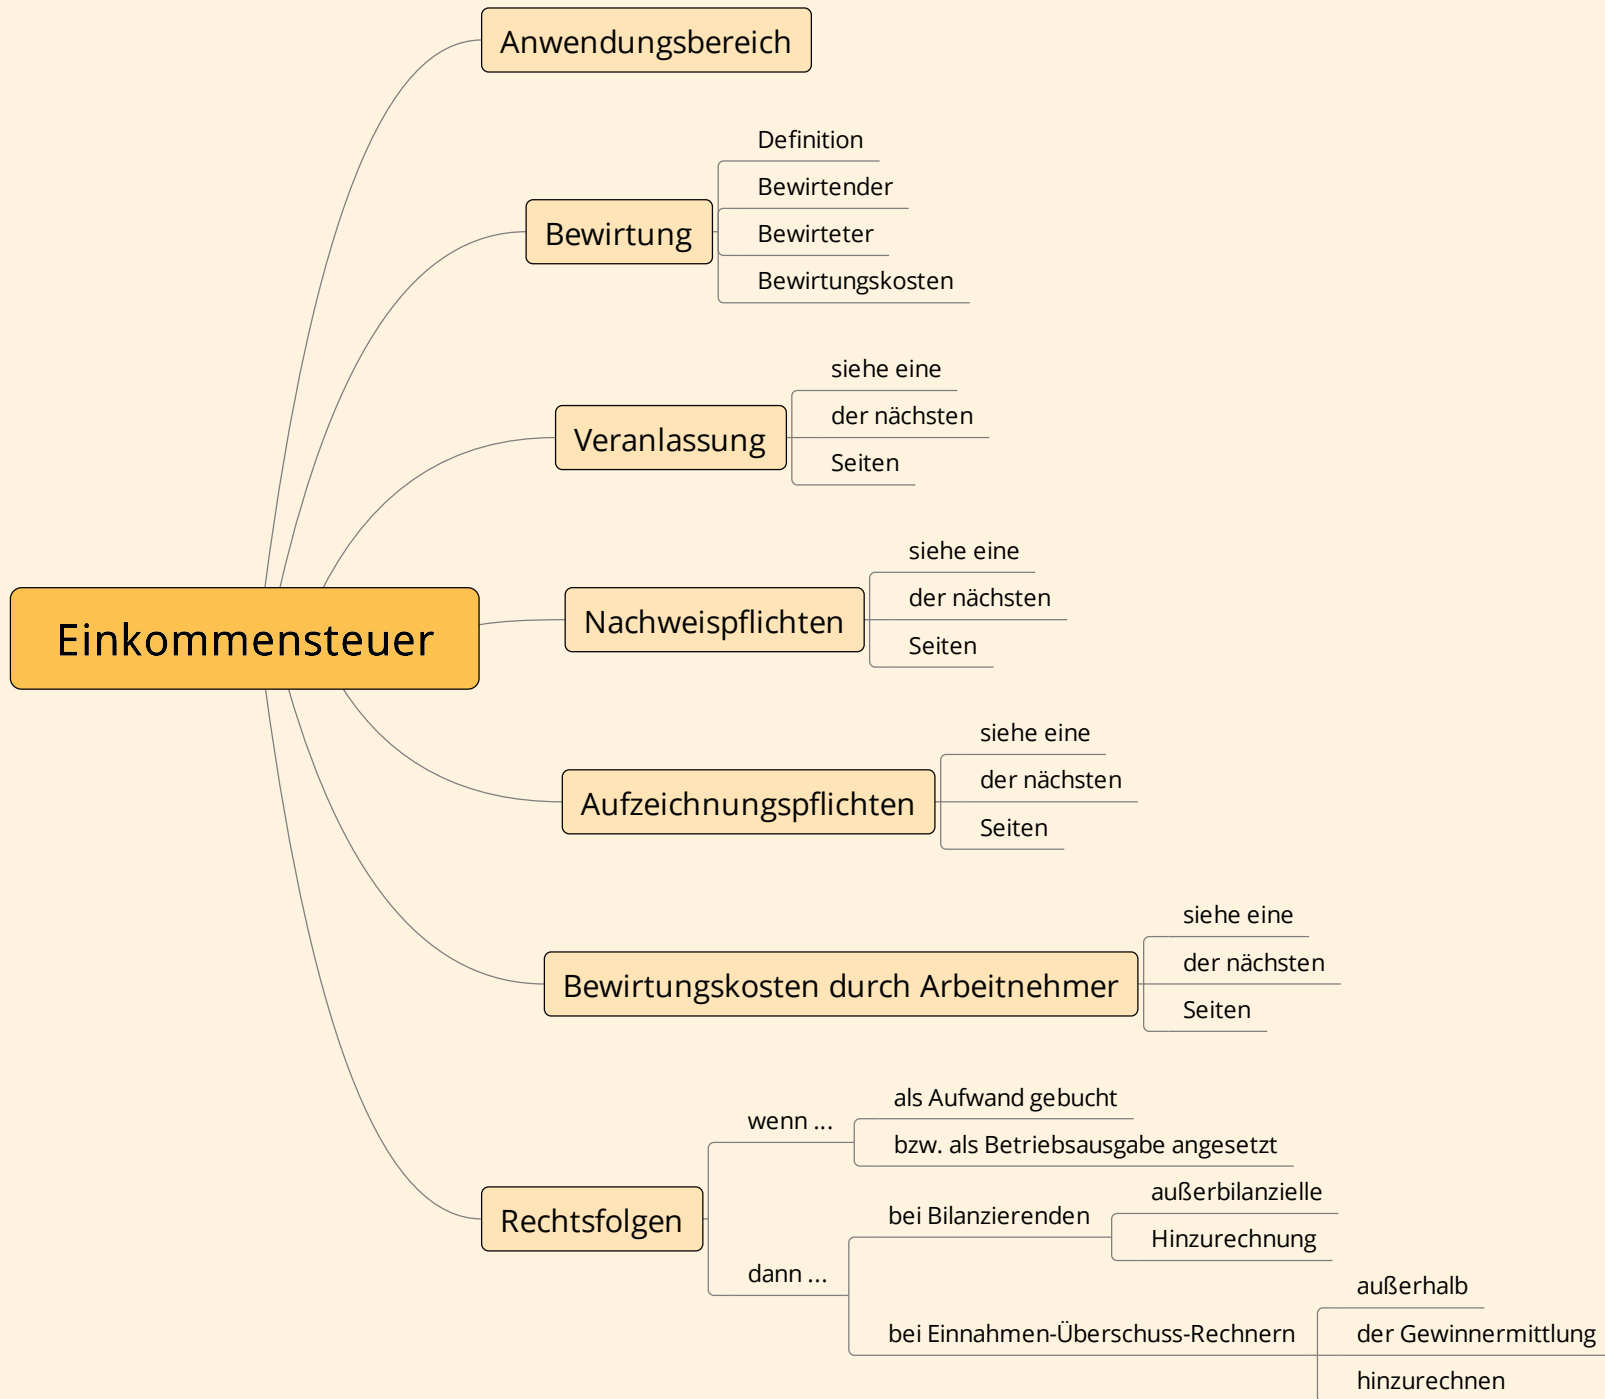 Anwendungsbereich
Definition
Bewirtender
Bewirtung
Bewirteter
Bewirtungskosten
siehe eine
der nächsten
Veranlassung
Seiten
siehe eine
der nächsten
Nachweispflichten
Seiten
Einkommensteuer
siehe eine
der nächsten
Aufzeichnungspflichten
Seiten
siehe eine
der nächsten
Bewirtungskosten durch Arbeitnehmer
Seiten
Rechtsfolgen
wenn ...
als Aufwand gebucht
bzw. als Betriebsausgabe angesetzt
dann ...
bei Bilanzierenden
außerbilanzielle
Hinzurechnung
bei Einnahmen-Überschuss-Rechnern
außerhalb
der Gewinnermittlung
hinzurechnen